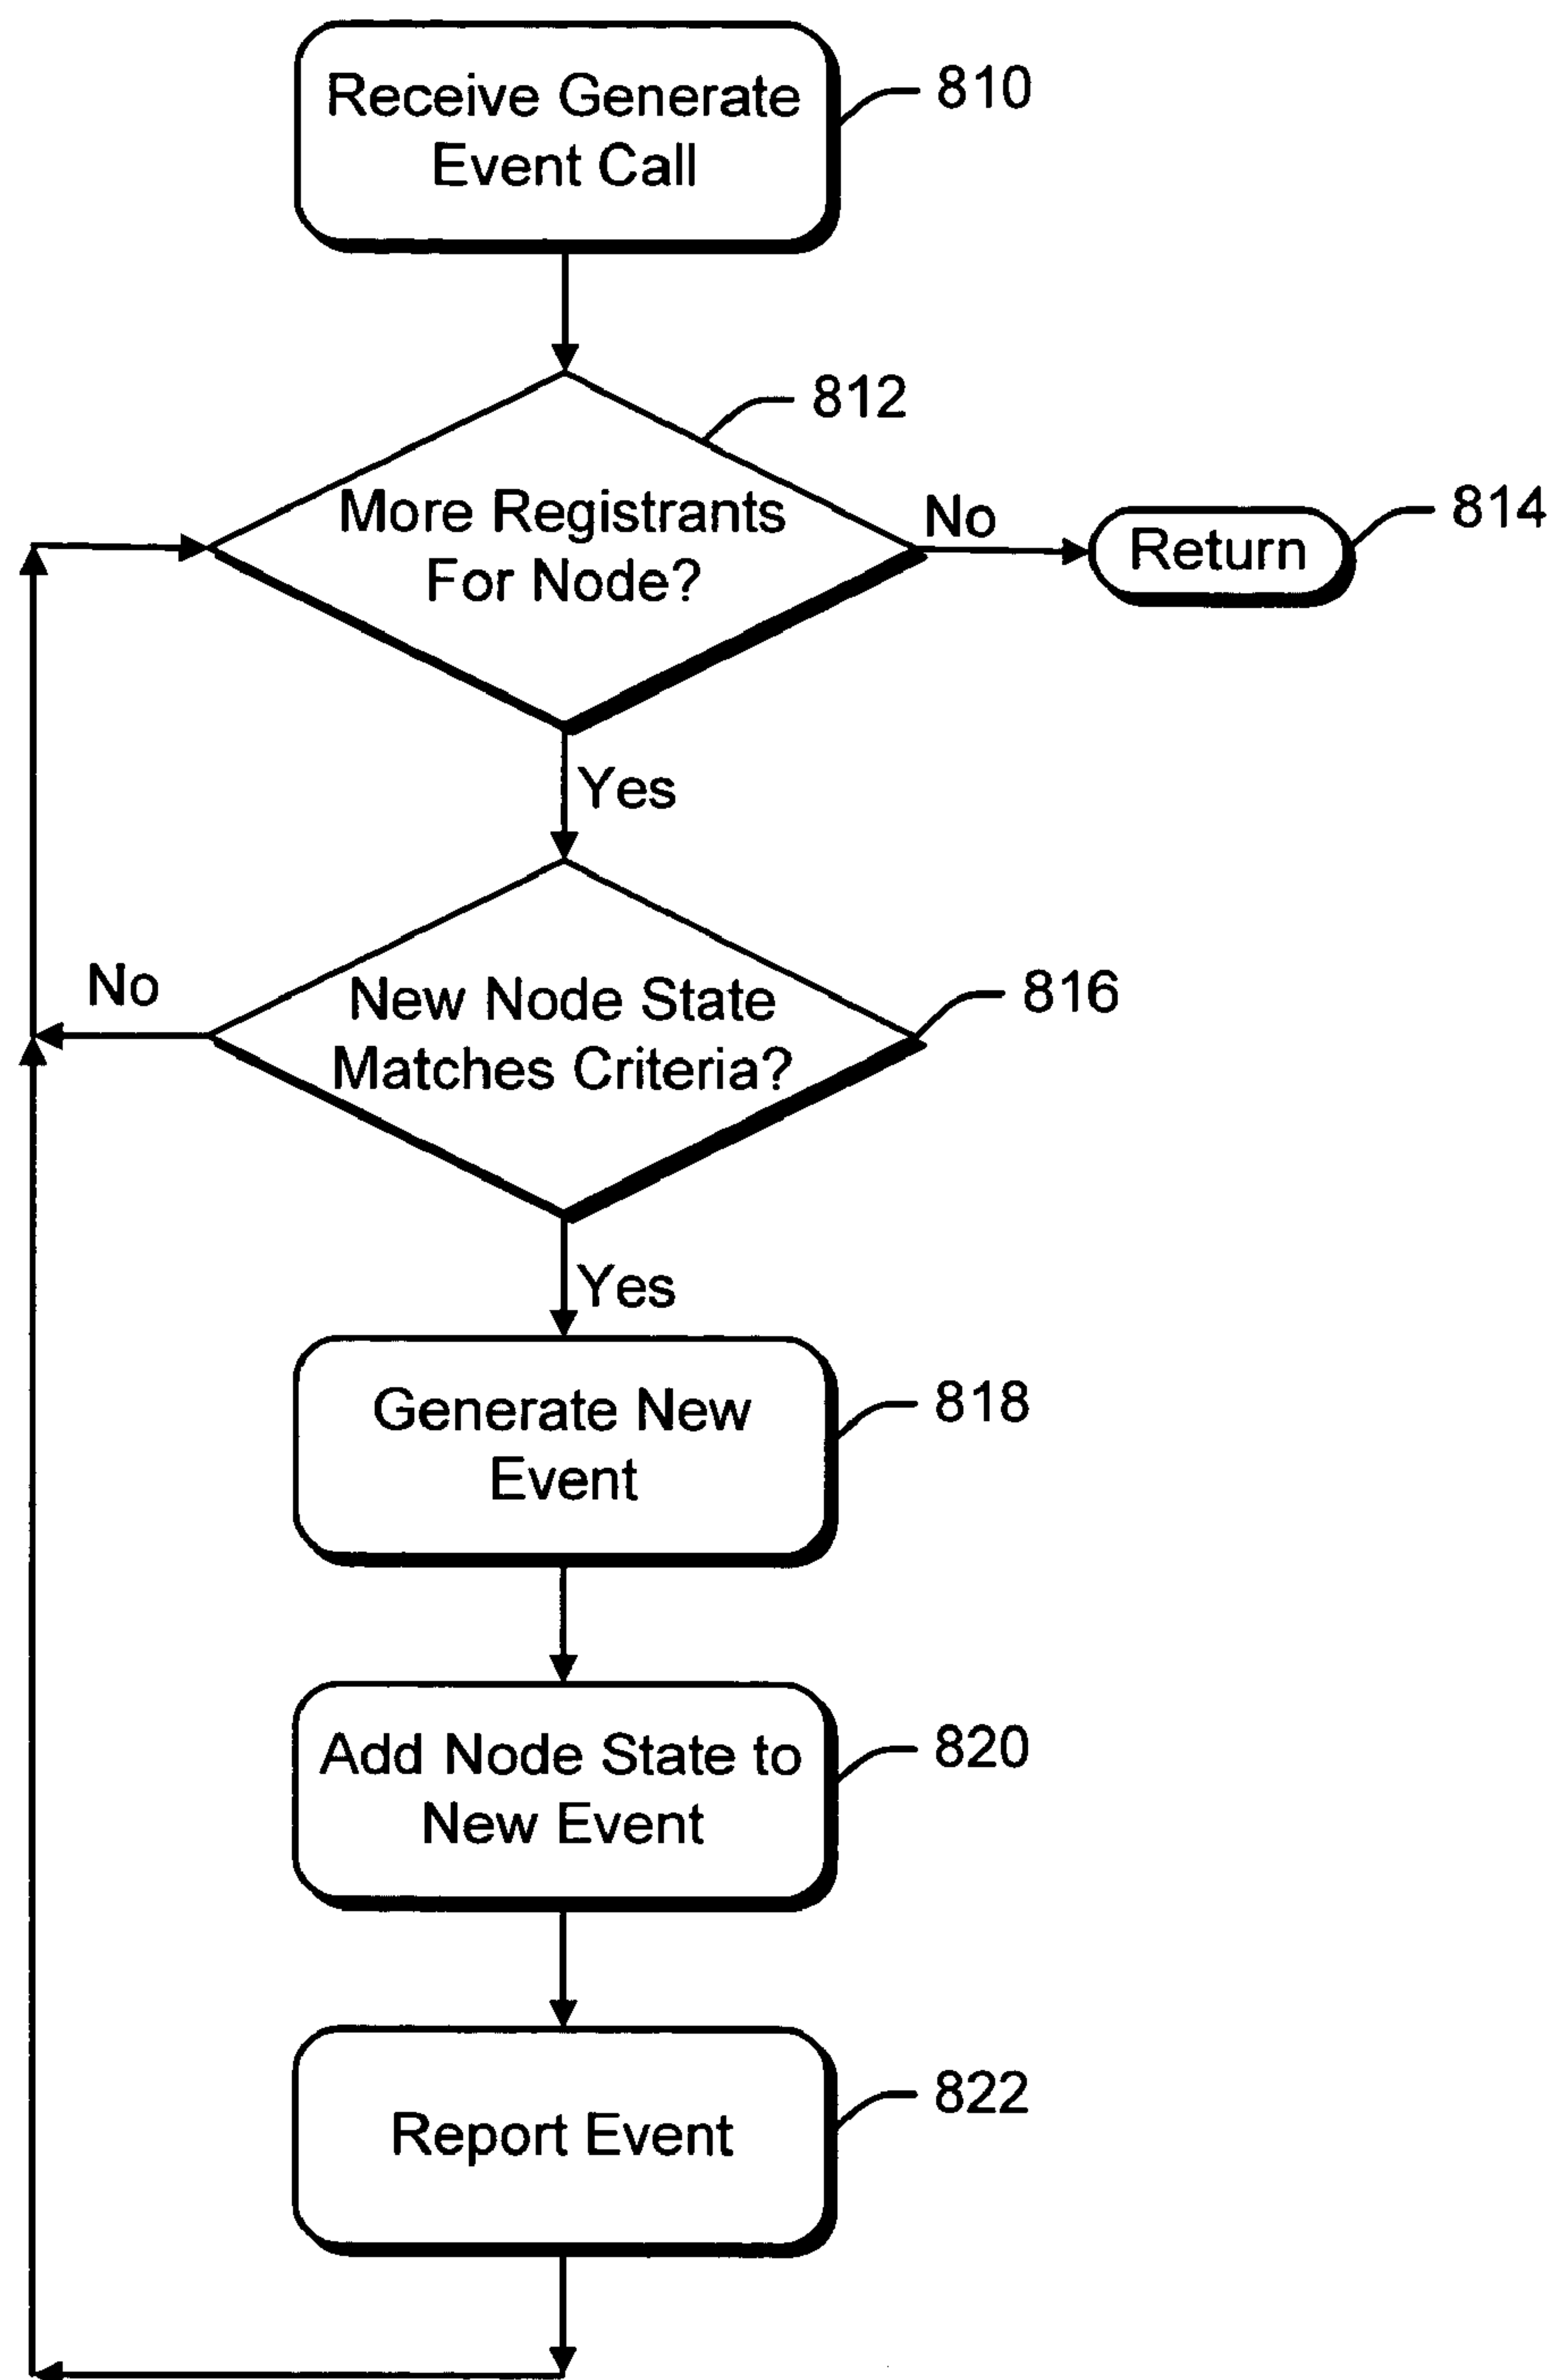 Receive Generate
Event Call
810
812
More Registrants
For Node?
No
Return
814
Yes
No
New Node State
Matches Criteria?
816
Yes
Generate New
Event
818
Add Node State to
New Event
820
Report Event
822